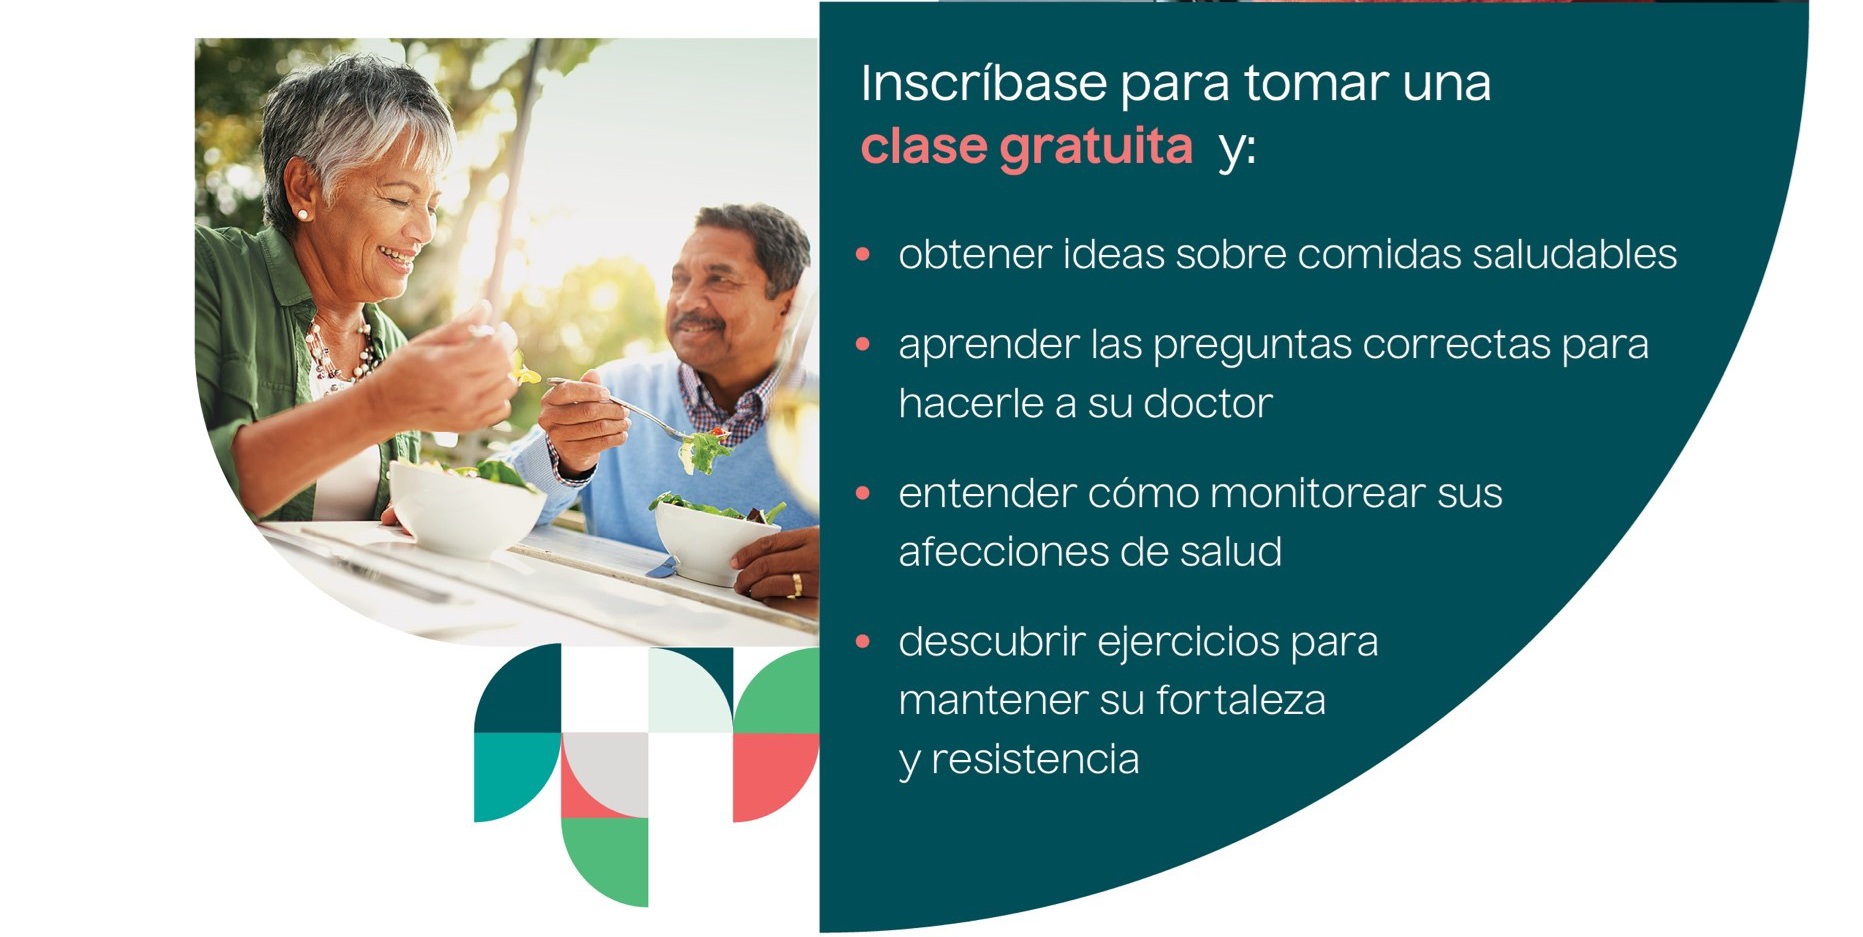 Inscríbase para tomar una
clase gratuita y:
• obtener ideas sobre comidas saludables
• aprender las preguntas correctas para
hacerle a su doctor
• entender cómo monitorear sus
afecciones de salud
• descubrir ejercicios para
mantener su fortaleza
y resistencia